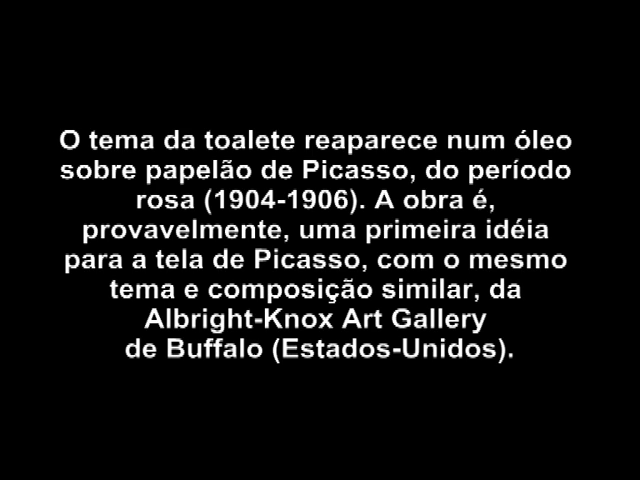 O tema da toalete reaparece num óleo
sobre papelão de Picasso, do período
rosa (1904-1906). A obra é,
provavelmente, uma primeira idéia
para a tela de Picasso, com o mesmo
tema e composição similar, da
Albright-Knox Art Gallery
de Buffalo (Estados-Unidos).